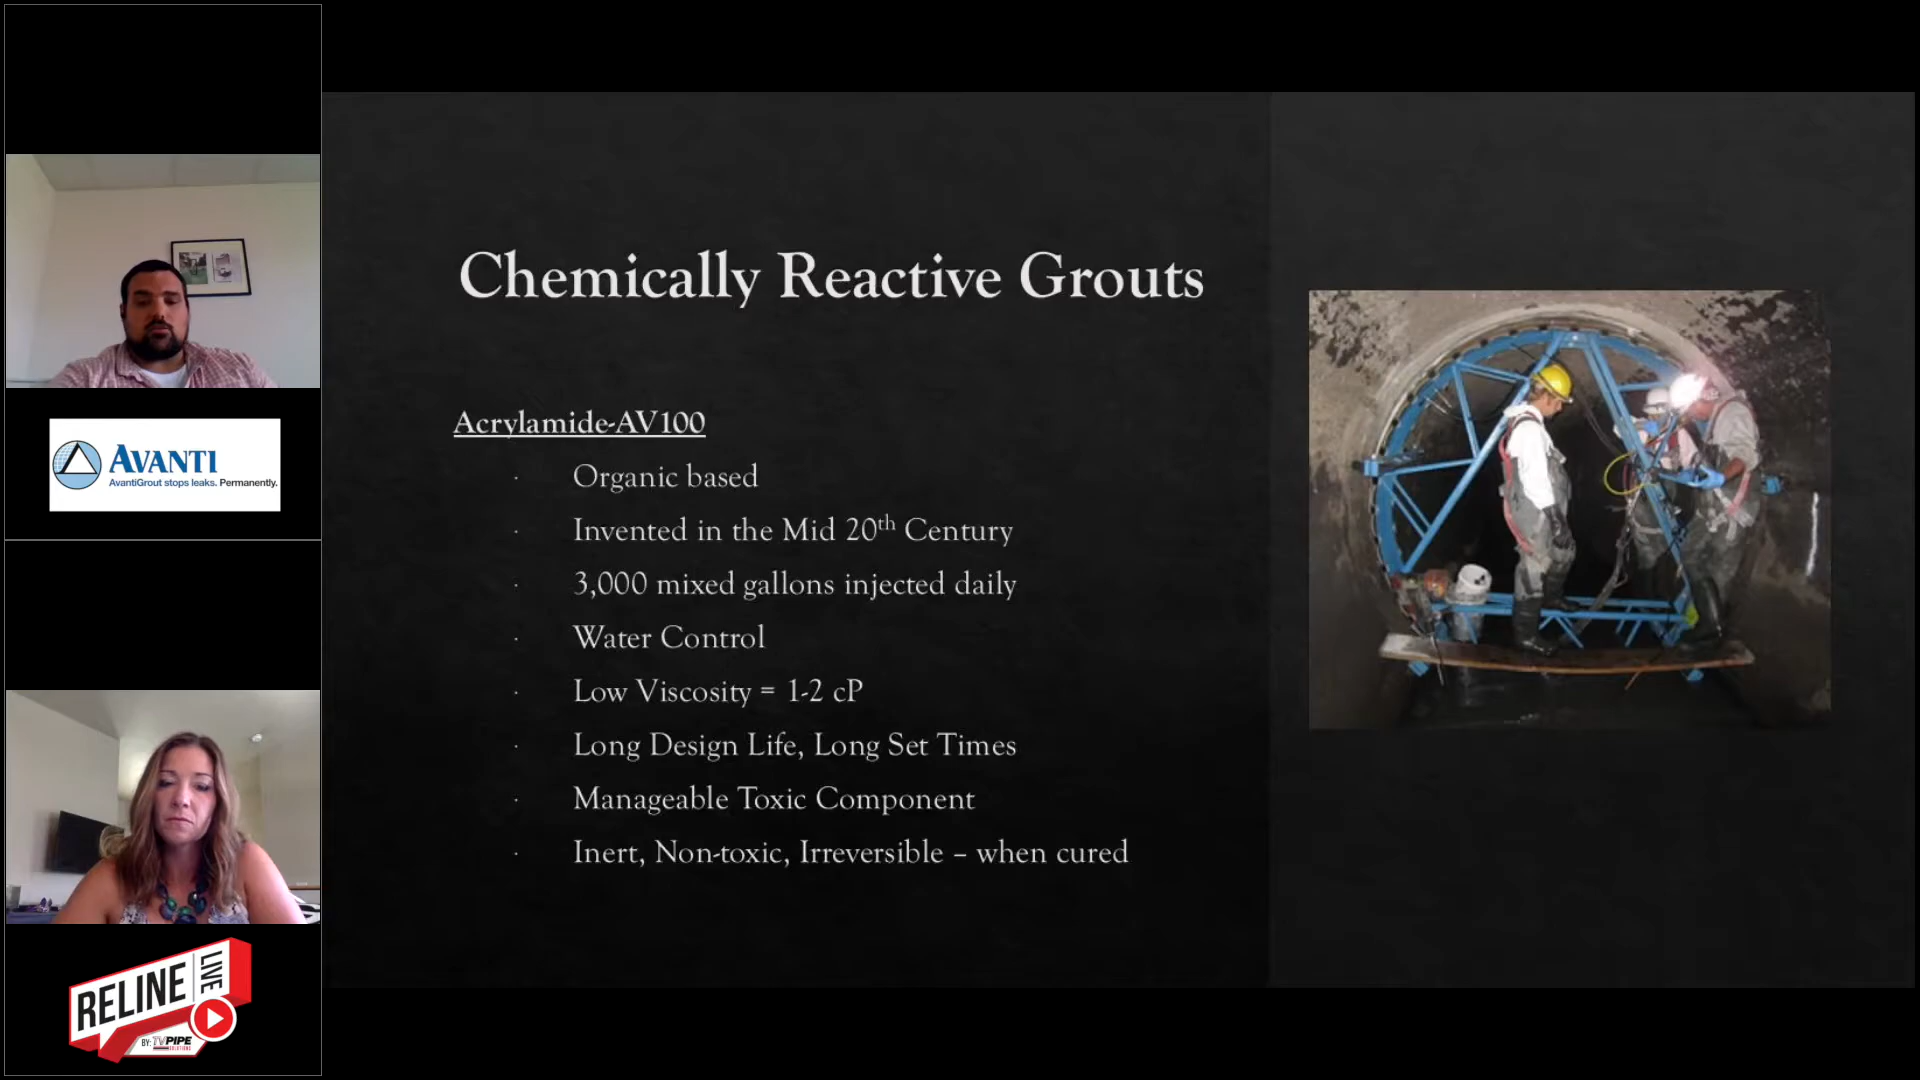 AVANTI
AvantiGrout stops leaks. Permanently.
RELINE
LIVE
BY: TVPIPE
SOLUTIONS
Chemically Reactive Grouts
Acrylamide-AV100
· Organic based
· Invented in the Mid 20th Century
· 3,000 mixed gallons injected daily
· Water Control
· Low Viscosity = 1-2 cP
· Long Design Life, Long Set Times
· Manageable Toxic Component
· Inert, Non-toxic, Irreversible – when cured